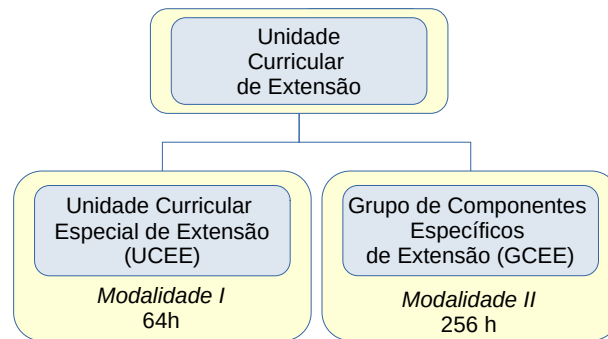 Unidade
Curricular
de Extensão
Unidade Curricular
Especial de Extensão
(UCEE)
Modalidade I
64h
Grupo de Componentes
Específicos
de Extensão (GCEE)
Modalidade II
256 h